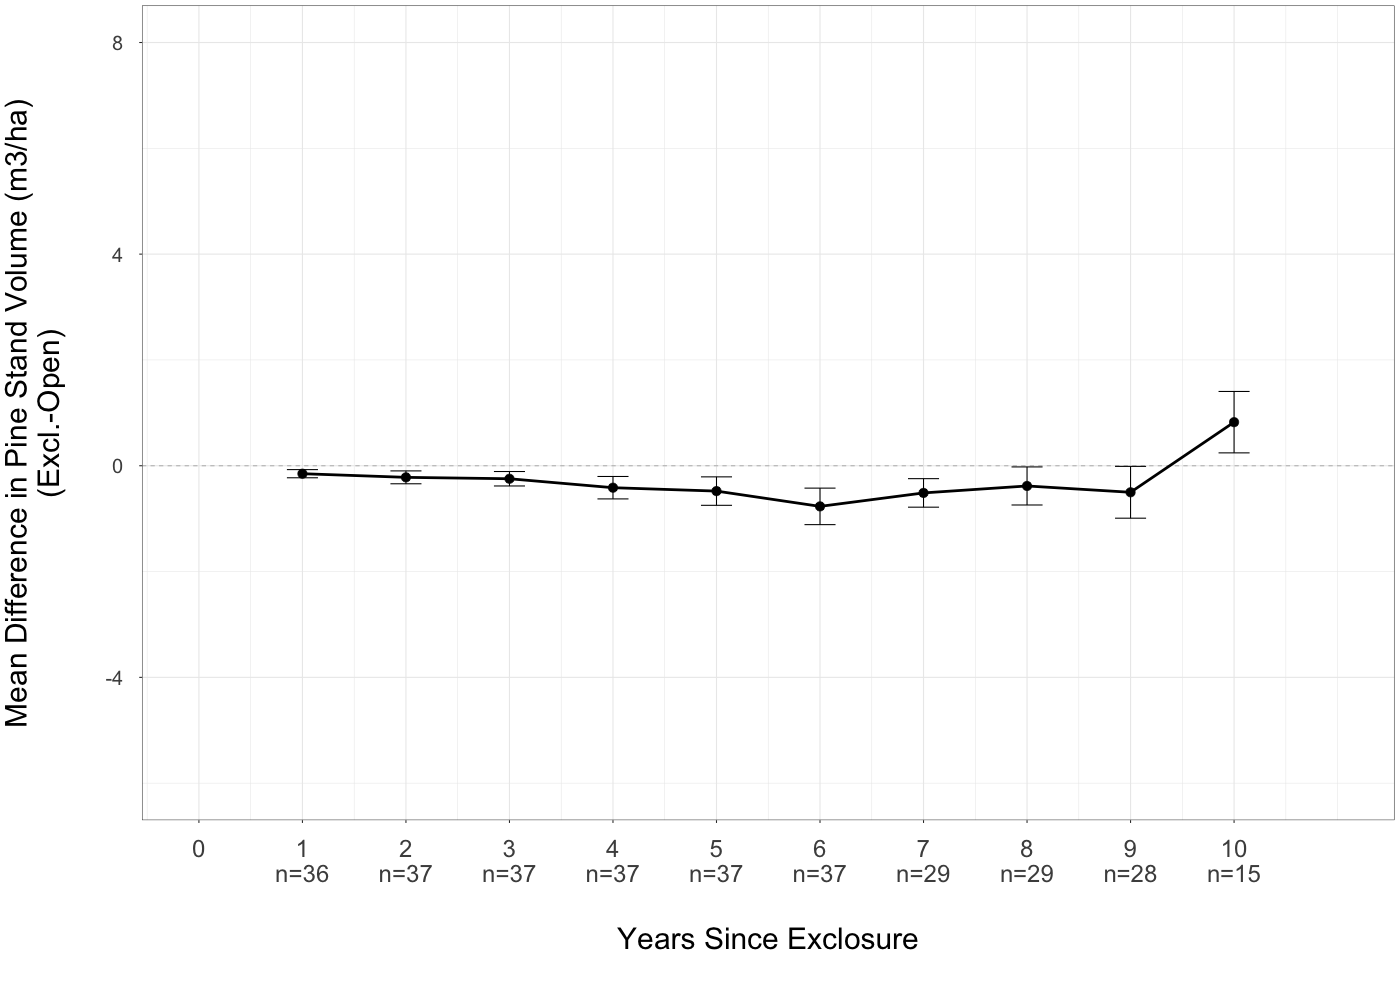 Mean Difference in Pine Stand Volume (m3/ha)
(Excl.-Open)
8
4
0
-4
0 1 2 3 4 5 6 7 8 9 10
n=36 n=37 n=37 n=37 n=37 n=37 n=29 n=29 n=28 n=15
Years Since Exclosure